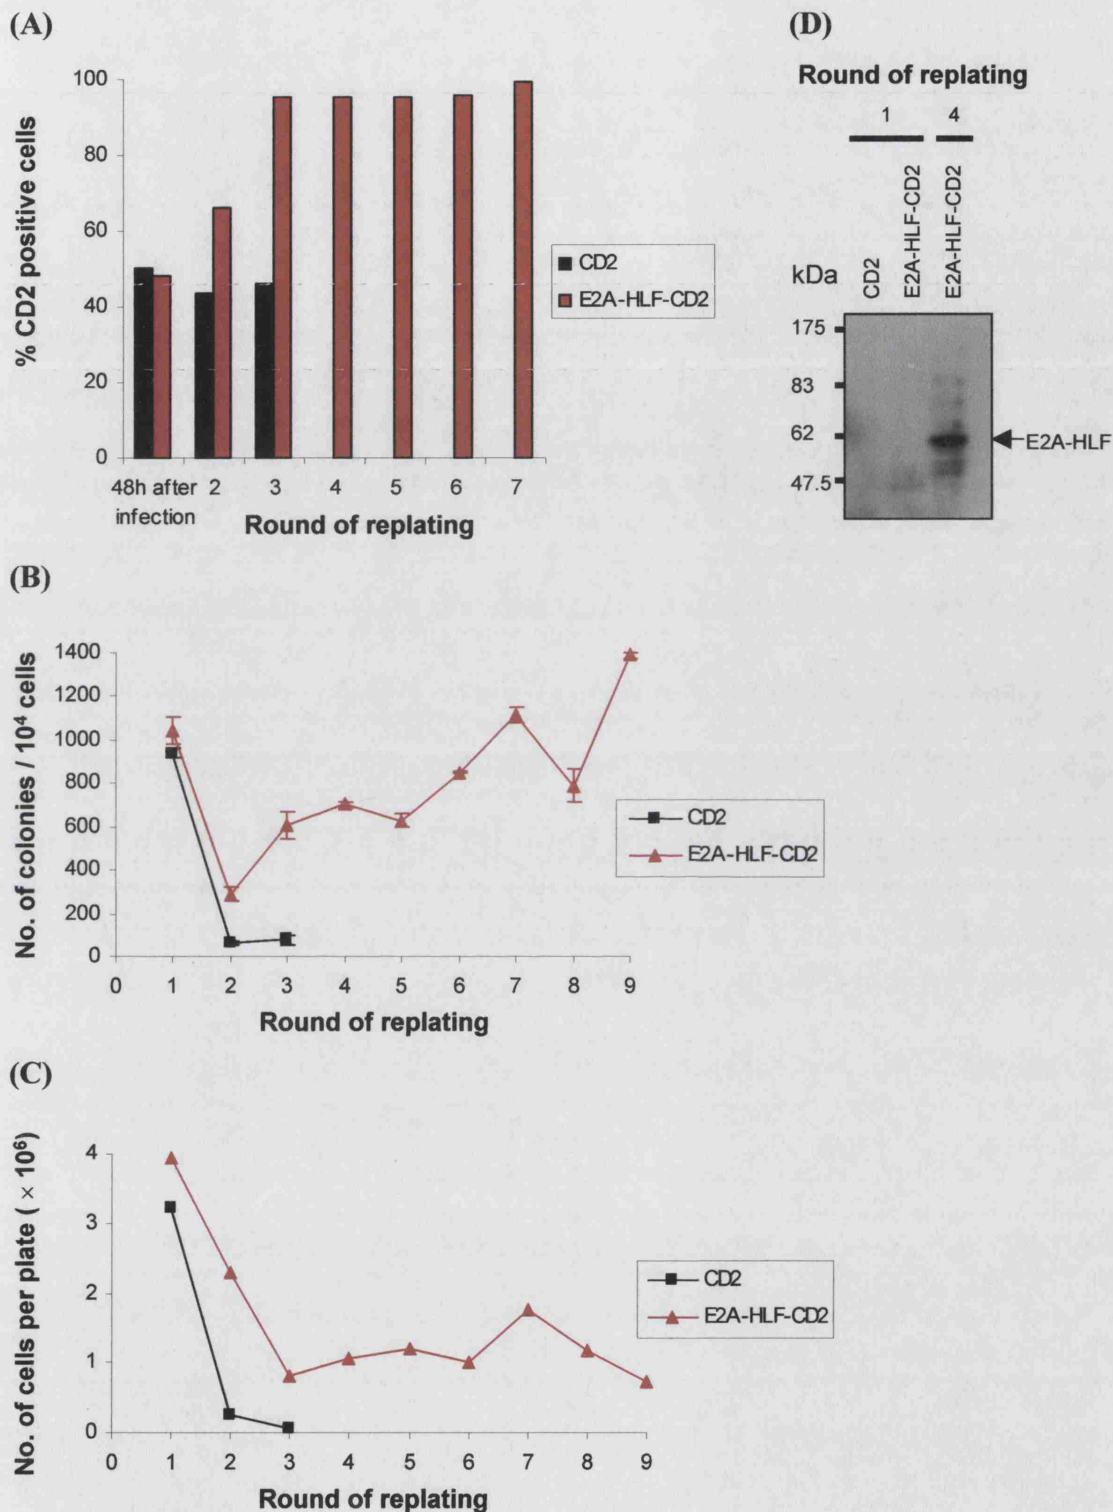 (A)
% CD2 positive cells
100
80
60
40
20
0
48h after infection
2
3
4
5
6
7
Round of replating
CD2
E2A-HLF-CD2
(D)
Round of replating
1
4
CD2
E2A-HLF-CD2
E2A-HLF-CD2
kDa
175
83
62
47.5
E2A-HLF
(B)
No. of colonies / 10⁴ cells
1400
1200
1000
800
600
400
200
0
0 1 2 3 4 5 6 7 8 9
Round of replating
CD2
E2A-HLF-CD2
(C)
No. of cells per plate ( × 10⁶)
4
3
2
1
0
0 1 2 3 4 5 6 7 8 9
Round of replating
CD2
E2A-HLF-CD2